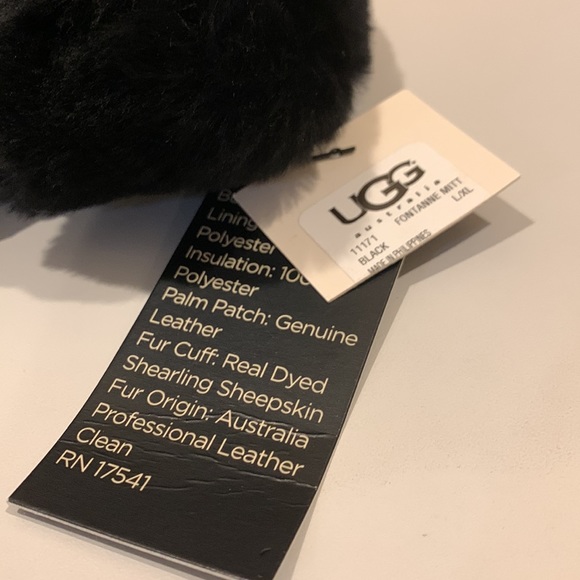 UGG
australia
11171 FONTANNE MITT
BLACK L/XL
MADE IN PHILIPPINES
Lining
Polyester
Insulation: 100
Polyester
Palm Patch: Genuine
Leather
Fur Cuff: Real Dyed
Shearling Sheepskin
Fur Origin: Australia
Professional Leather
Clean
RN 17541